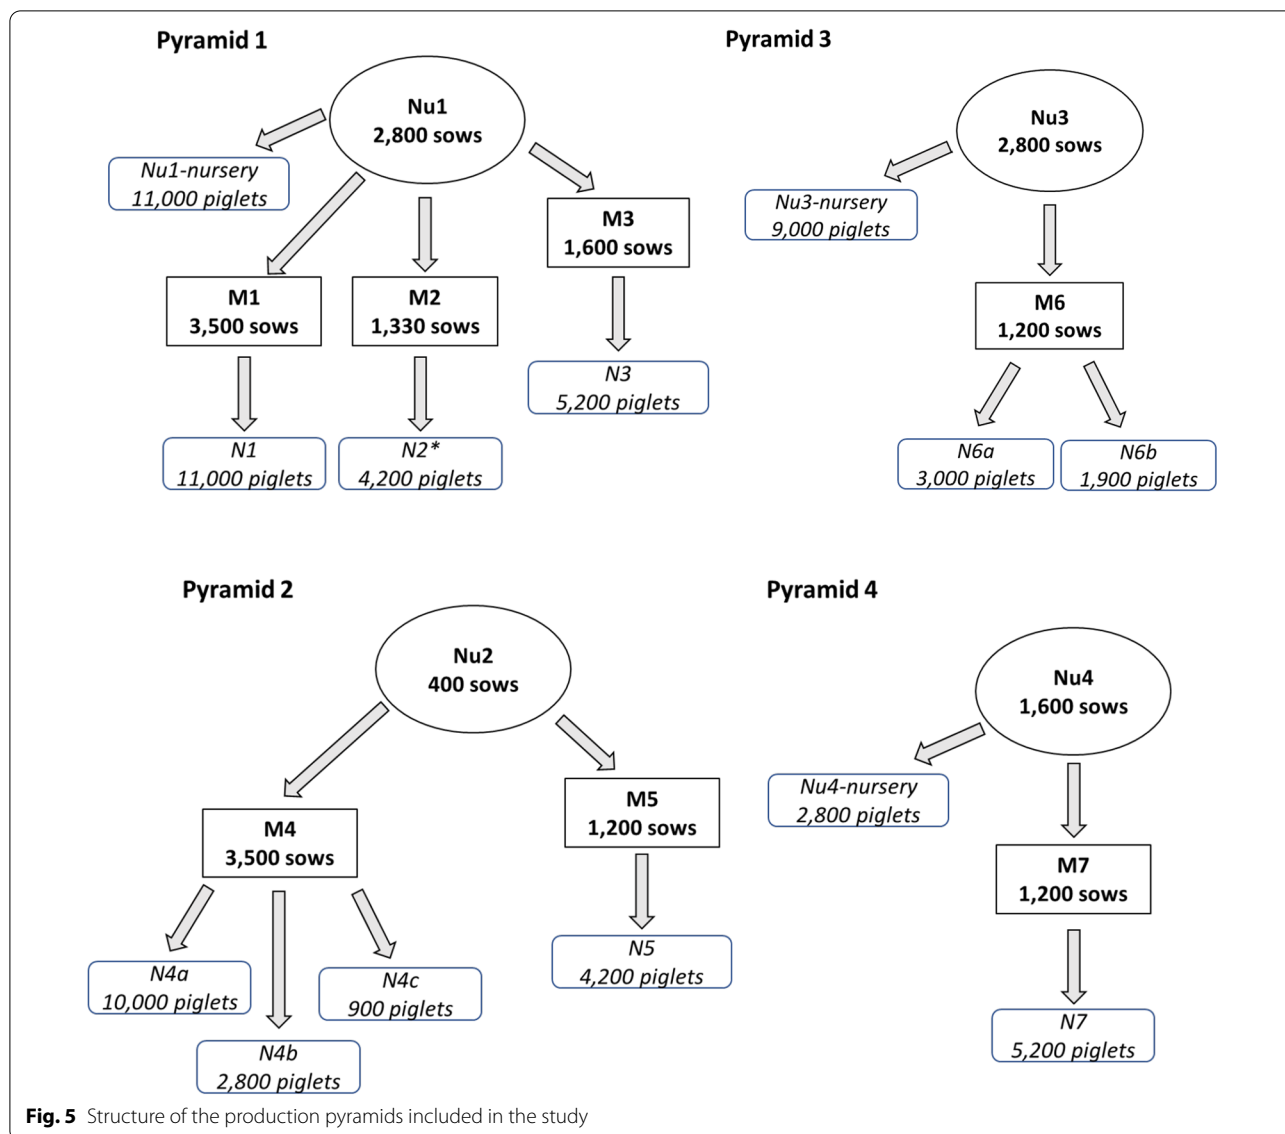 Pyramid 1
Nu1
2,800 sows
Nu1-nursery
11,000 piglets
M3
1,600 sows
M1
3,500 sows
M2
1,330 sows
N3
5,200 piglets
N1
11,000 piglets
N2*
4,200 piglets
Pyramid 3
Nu3
2,800 sows
Nu3-nursery
9,000 piglets
M6
1,200 sows
N6a
3,000 piglets
N6b
1,900 piglets
Pyramid 2
Nu2
400 sows
M4
3,500 sows
M5
1,200 sows
N4a
10,000 piglets
N4b
2,800 piglets
N4c
900 piglets
N5
4,200 piglets
Pyramid 4
Nu4
1,600 sows
Nu4-nursery
2,800 piglets
M7
1,200 sows
N7
5,200 piglets
Fig. 5 Structure of the production pyramids included in the study